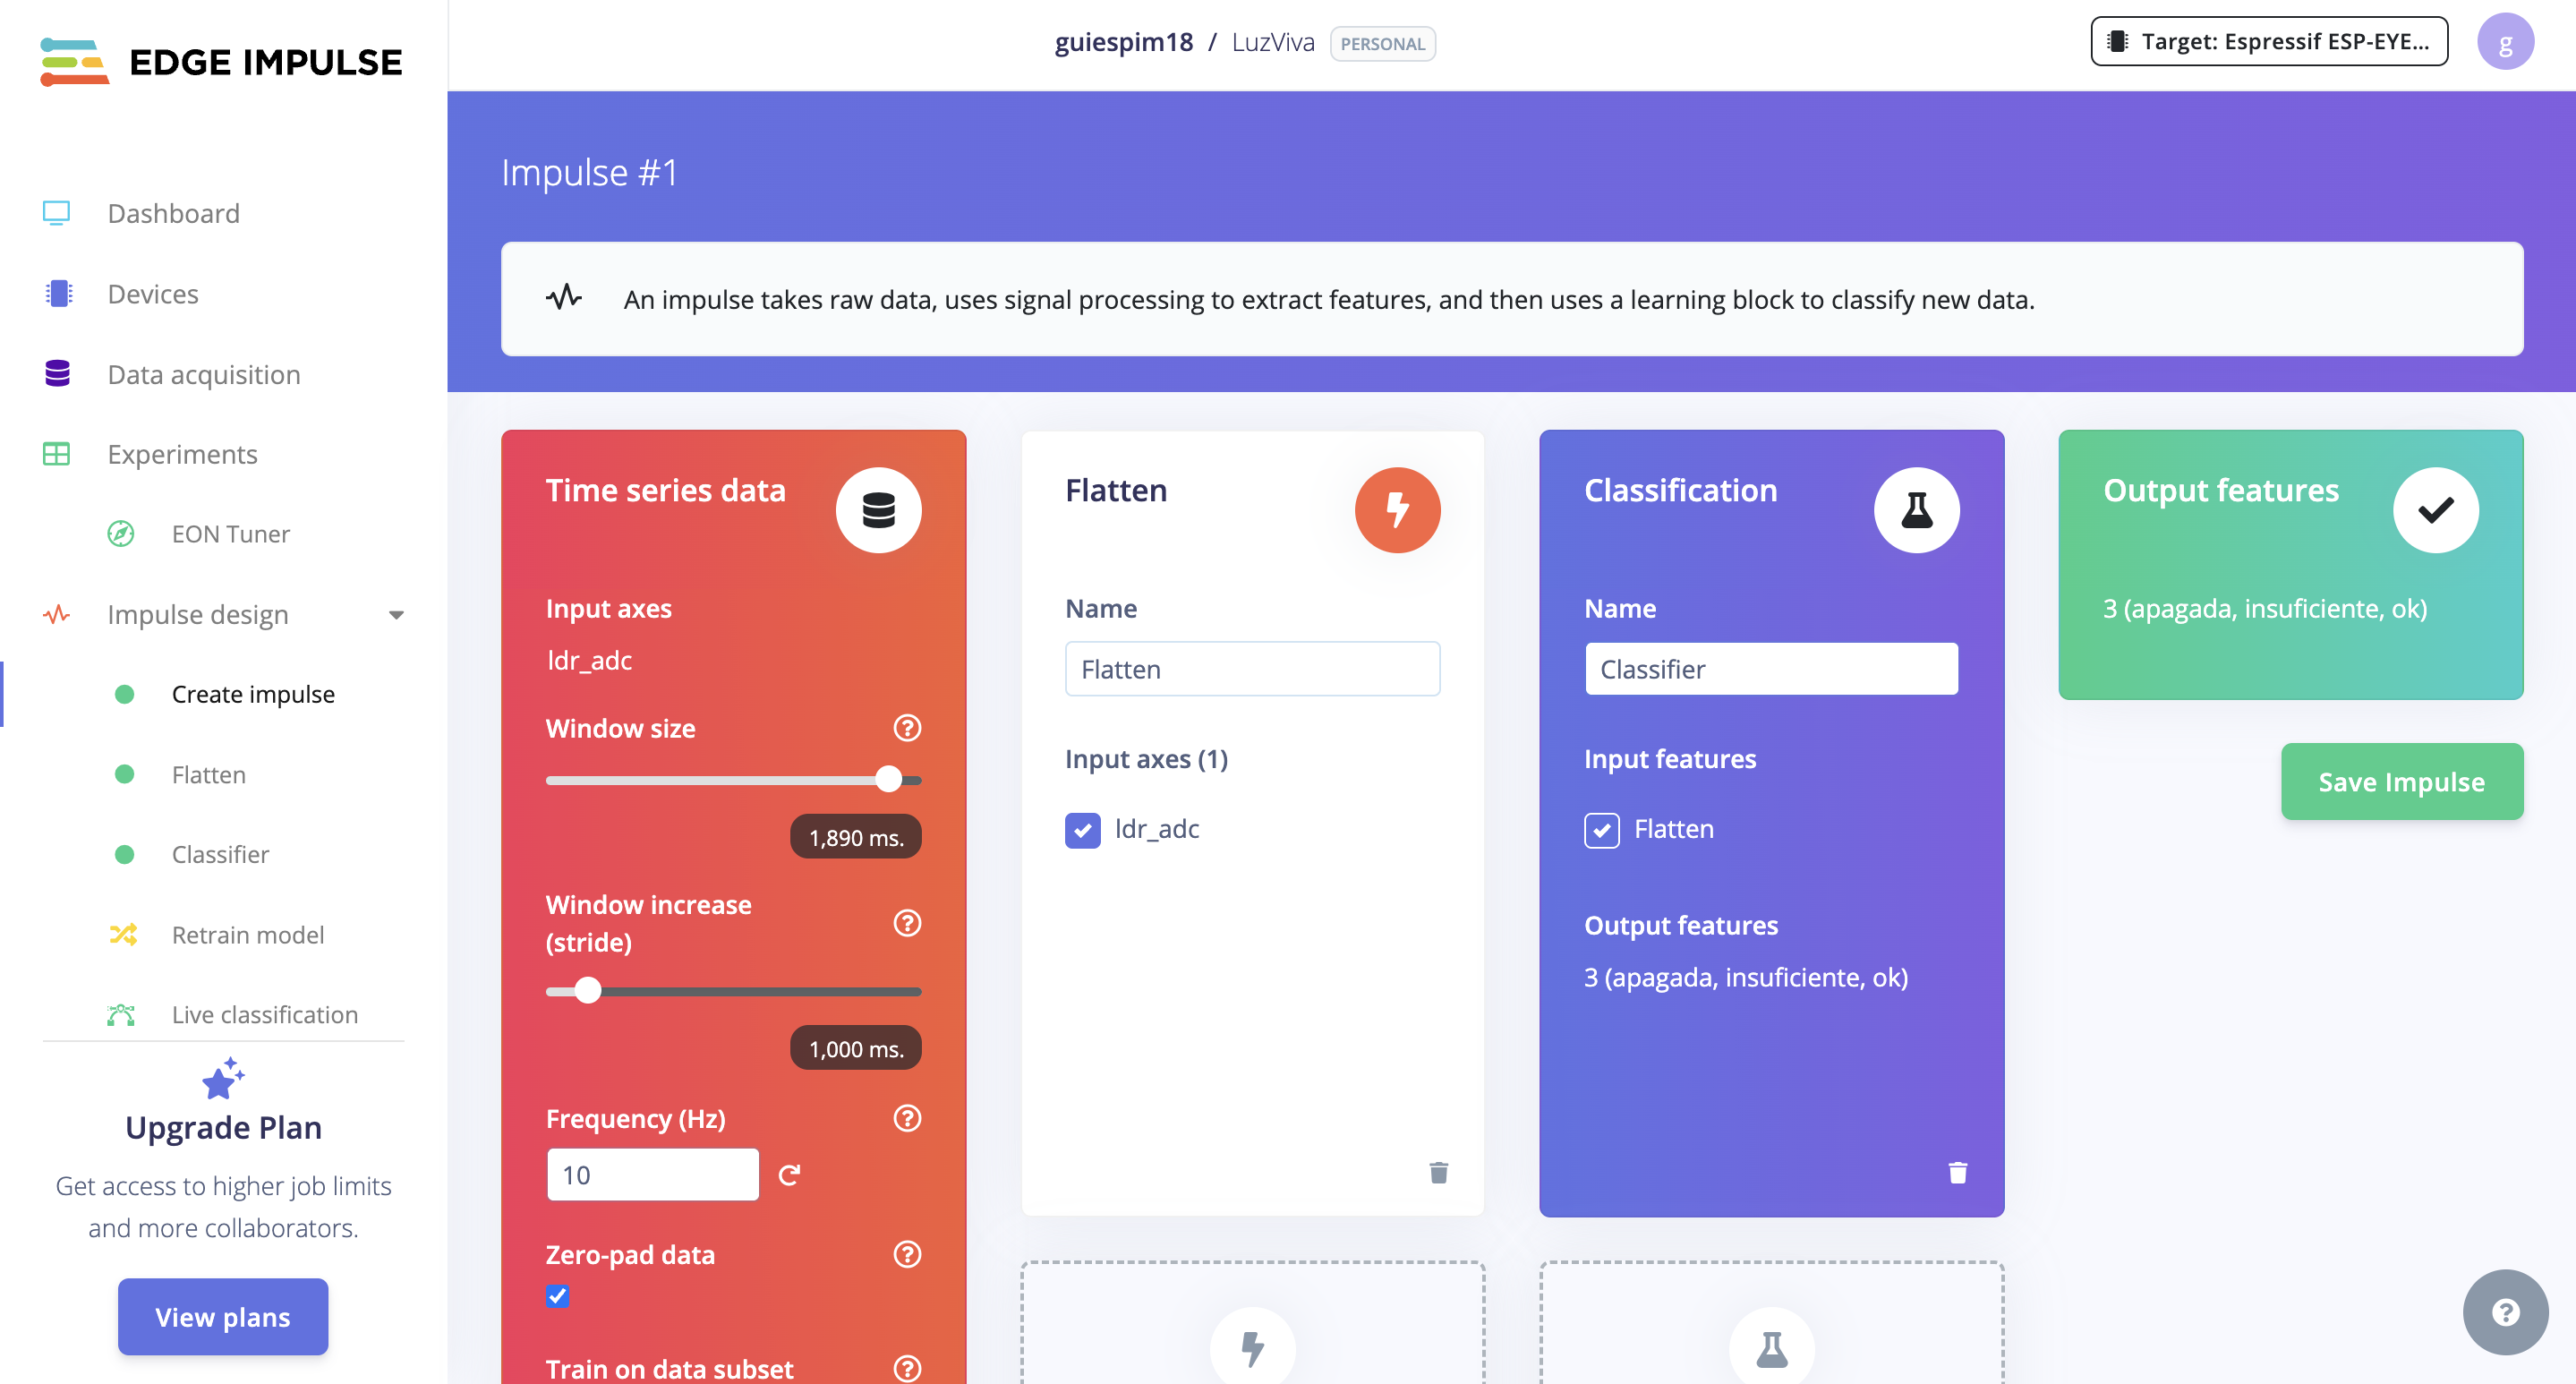 EDGE IMPULSE
guiespim18 / LuzViva PERSONAL
Target: Espressif ESP-EYE...
g
Dashboard
Devices
Data acquisition
Experiments
EON Tuner
Impulse design
Create impulse
Flatten
Classifier
Retrain model
Live classification
Upgrade Plan
Get access to higher job limits
and more collaborators.
View plans
Impulse #1
An impulse takes raw data, uses signal processing to extract features, and then uses a learning block to classify new data.
Time series data
Input axes
ldr_adc
Window size
?
1,890 ms.
Window increase
(stride)
?
1,000 ms.
Frequency (Hz)
?
10
Zero-pad data
?
Train on data subset
?
Flatten
Name
Flatten
Input axes (1)
ldr_adc
Classification
Name
Classifier
Input features
Flatten
Output features
3 (apagada, insuficiente, ok)
Output features
3 (apagada, insuficiente, ok)
Save Impulse
?